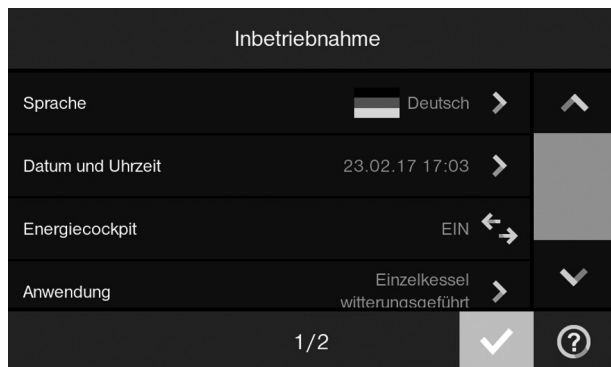 Inbetriebnahme
Sprache Deutsch
Datum und Uhrzeit 23.02.17 17:03
Energiecockpit EIN
Anwendung Einzelkessel
witterungsgeführt
1/2
?